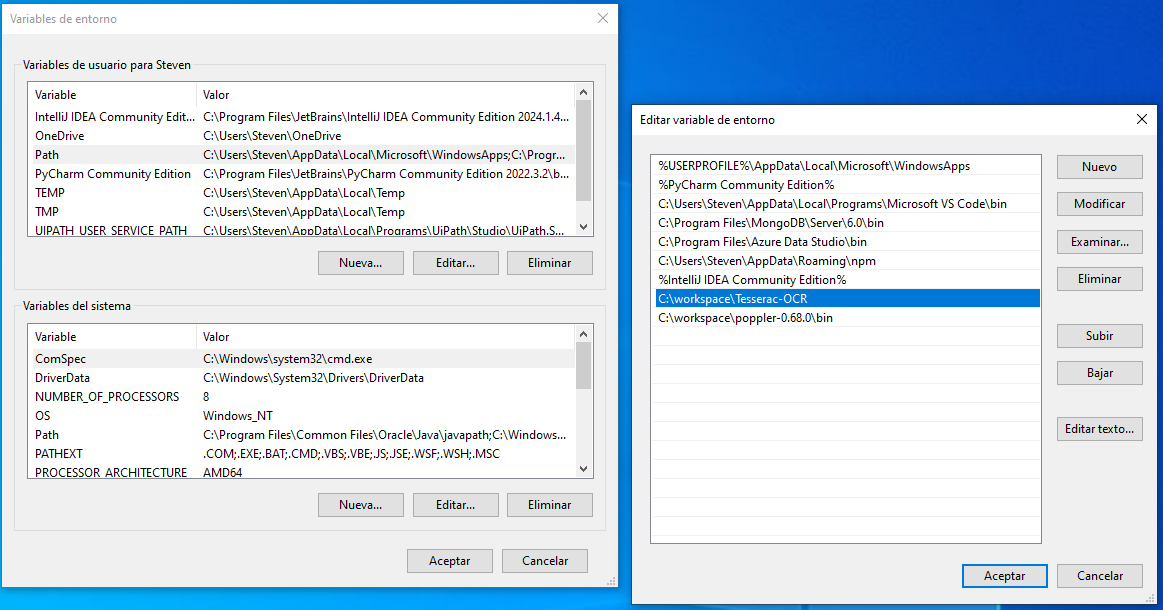 Variables de entorno
Variables de usuario para Steven
Variable Valor
IntelliJ IDEA Community Edit... C:\Program Files\JetBrains\IntelliJ IDEA Community Edition 2024.1.4...
OneDrive C:\Users\Steven\OneDrive
Path C:\Users\Steven\AppData\Local\Microsoft\WindowsApps;C:\Progr...
PyCharm Community Edition C:\Program Files\JetBrains\PyCharm Community Edition 2022.3.2\b...
TEMP C:\Users\Steven\AppData\Local\Temp
TMP C:\Users\Steven\AppData\Local\Temp
UIPATH_USER_SERVICE_PATH C:\Users\Steven\AppData\Local\Programs\UiPath\Studio\UiPath.S...
Nueva... Editar... Eliminar
Variables del sistema
Variable Valor
ComSpec C:\Windows\system32\cmd.exe
DriverData C:\Windows\System32\Drivers\DriverData
NUMBER_OF_PROCESSORS 8
OS Windows_NT
Path C:\Program Files\Common Files\Oracle\Java\javapath;C:\Windows...
PATHEXT .COM;.EXE;.BAT;.CMD;.VBS;.VBE;.JS;.JSE;.WSF;.WSH;.MSC
PROCESSOR_ARCHITECTURE AMD64
Nueva... Editar... Eliminar
Aceptar Cancelar
Editar variable de entorno
%USERPROFILE%\AppData\Local\Microsoft\WindowsApps
%PyCharm Community Edition%
C:\Users\Steven\AppData\Local\Programs\Microsoft VS Code\bin
C:\Program Files\MongoDB\Server\6.0\bin
C:\Program Files\Azure Data Studio\bin
C:\Users\Steven\AppData\Roaming\npm
%IntelliJ IDEA Community Edition%
C:\workspace\Tesserac-OCR
C:\workspace\poppler-0.68.0\bin
Nuevo
Modificar
Examinar...
Eliminar
Subir
Bajar
Editar texto...
Aceptar Cancelar